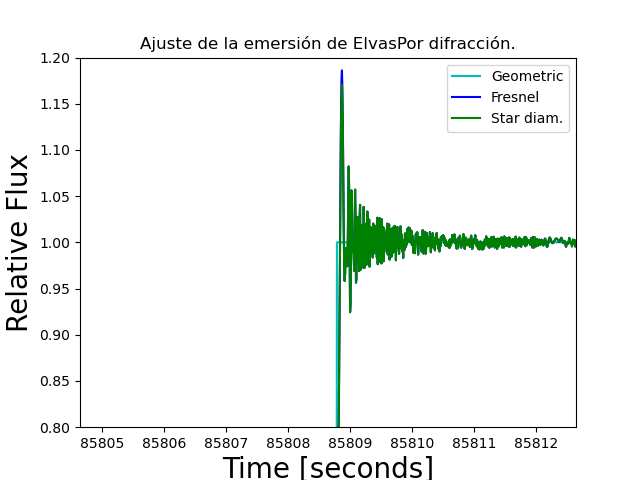 Ajuste de la emersión de ElvasPor difracción.
Geometric
Fresnel
Star diam.
Relative Flux
1.20
1.15
1.10
1.05
1.00
0.95
0.90
0.85
0.80
85805 85806 85807 85808 85809 85810 85811 85812
Time [seconds]